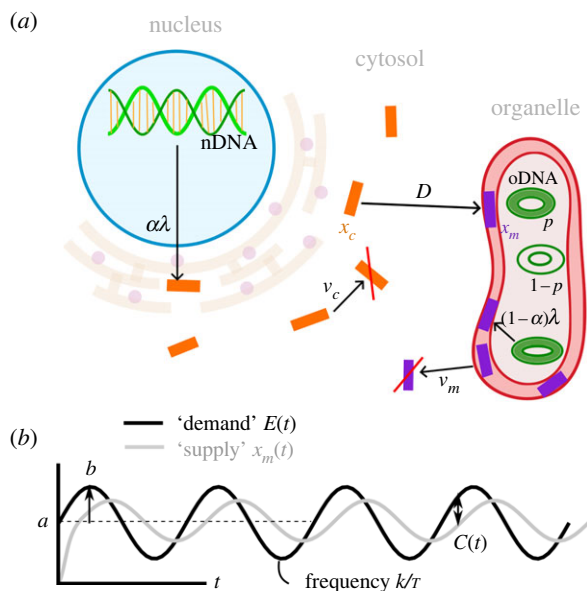 (a)
nucleus
cytosol
organelle
nDNA
αλ
x_c
D
oDNA
x_m
p
1–p
(1–α)λ
v_c
v_m
(b)
‘demand’ E(t)
‘supply’ x_m(t)
b
a
C(t)
t
frequency k/T